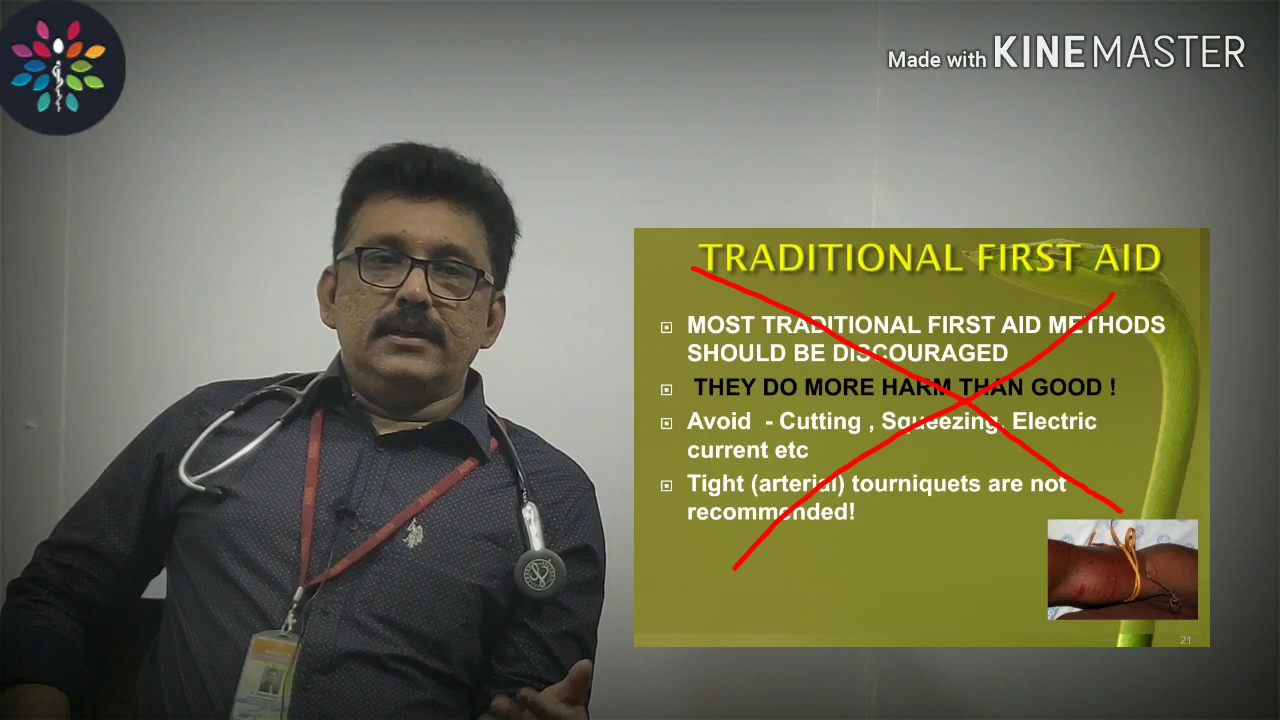 Made with KINEMASTER
TRADITIONAL FIRST AID
MOST TRADITIONAL FIRST AID METHODS
SHOULD BE DISCOURAGED
THEY DO MORE HARM THAN GOOD !
Avoid - Cutting , Squeezing, Electric
current etc
Tight (arterial) tourniquets are not
recommended!
21